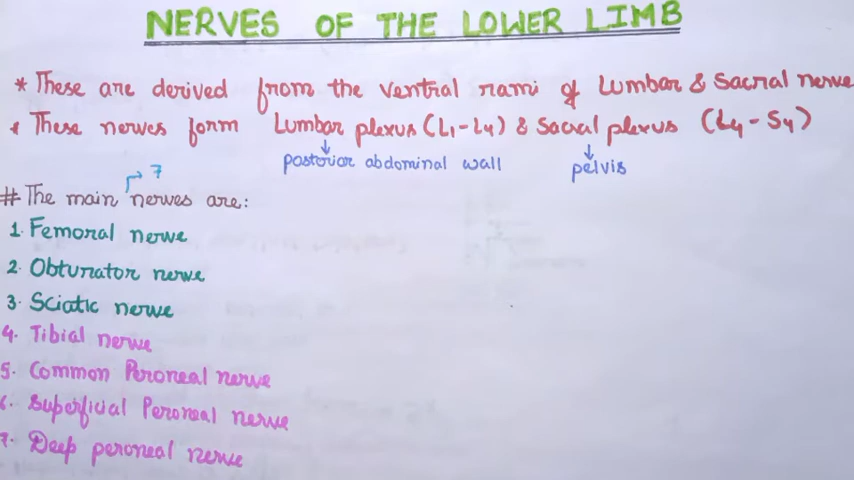 NERVES OF THE LOWER LIMB
* These are derived from the ventral rami of Lumbar & Sacral nerve
* These nerves form Lumbar plexus (L1-L4) & Sacral plexus (L4-S4)
posterior abdominal wall pelvis
7
# The main nerves are:
1. Femoral nerve
2. Obturator nerve
3. Sciatic nerve
4. Tibial nerve
5. Common Peroneal nerve
6. Superficial Peroneal nerve
7. Deep peroneal nerve